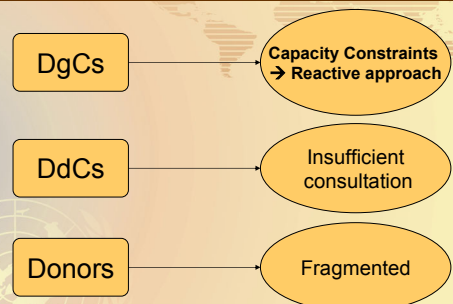 DgCs
Capacity Constraints
→ Reactive approach
DdCs
Insufficient
consultation
Donors
Fragmented